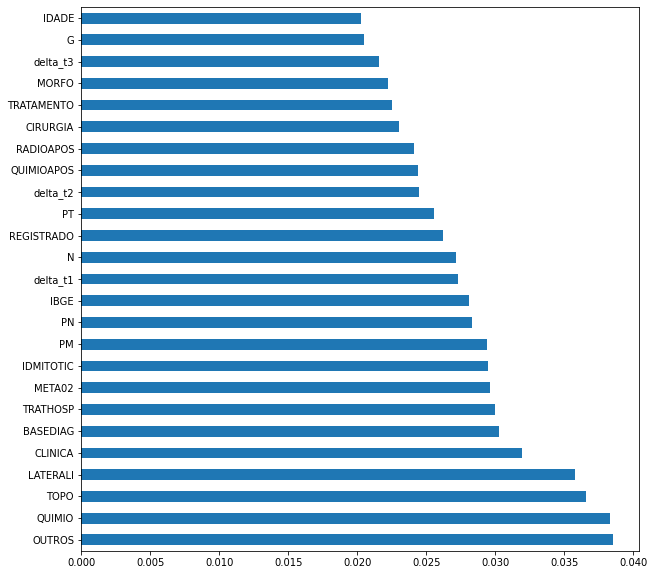 IDADE
G
delta_t3
MORFO
TRATAMENTO
CIRURGIA
RADIOAPOS
QUIMIOAPOS
delta_t2
PT
REGISTRADO
N
delta_t1
IBGE
PN
PM
IDMITOTIC
META02
TRATHOSP
BASEDIAG
CLINICA
LATERALI
TOPO
QUIMIO
OUTROS
0.000 0.005 0.010 0.015 0.020 0.025 0.030 0.035 0.040